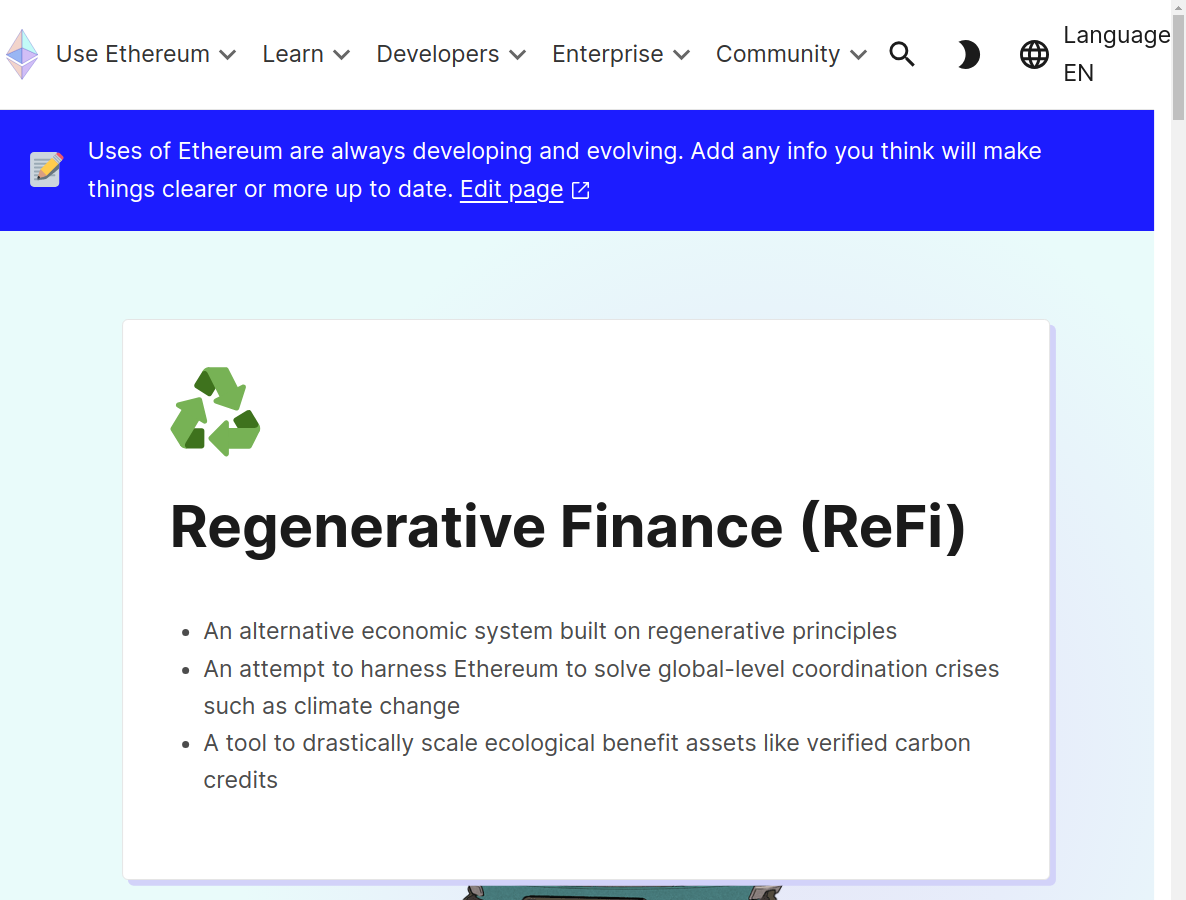 Use Ethereum Learn Developers Enterprise Community Language
EN
Uses of Ethereum are always developing and evolving. Add any info you think will make
things clearer or more up to date. Edit page
Regenerative Finance (ReFi)
An alternative economic system built on regenerative principles
An attempt to harness Ethereum to solve global-level coordination crises
such as climate change
A tool to drastically scale ecological benefit assets like verified carbon
credits